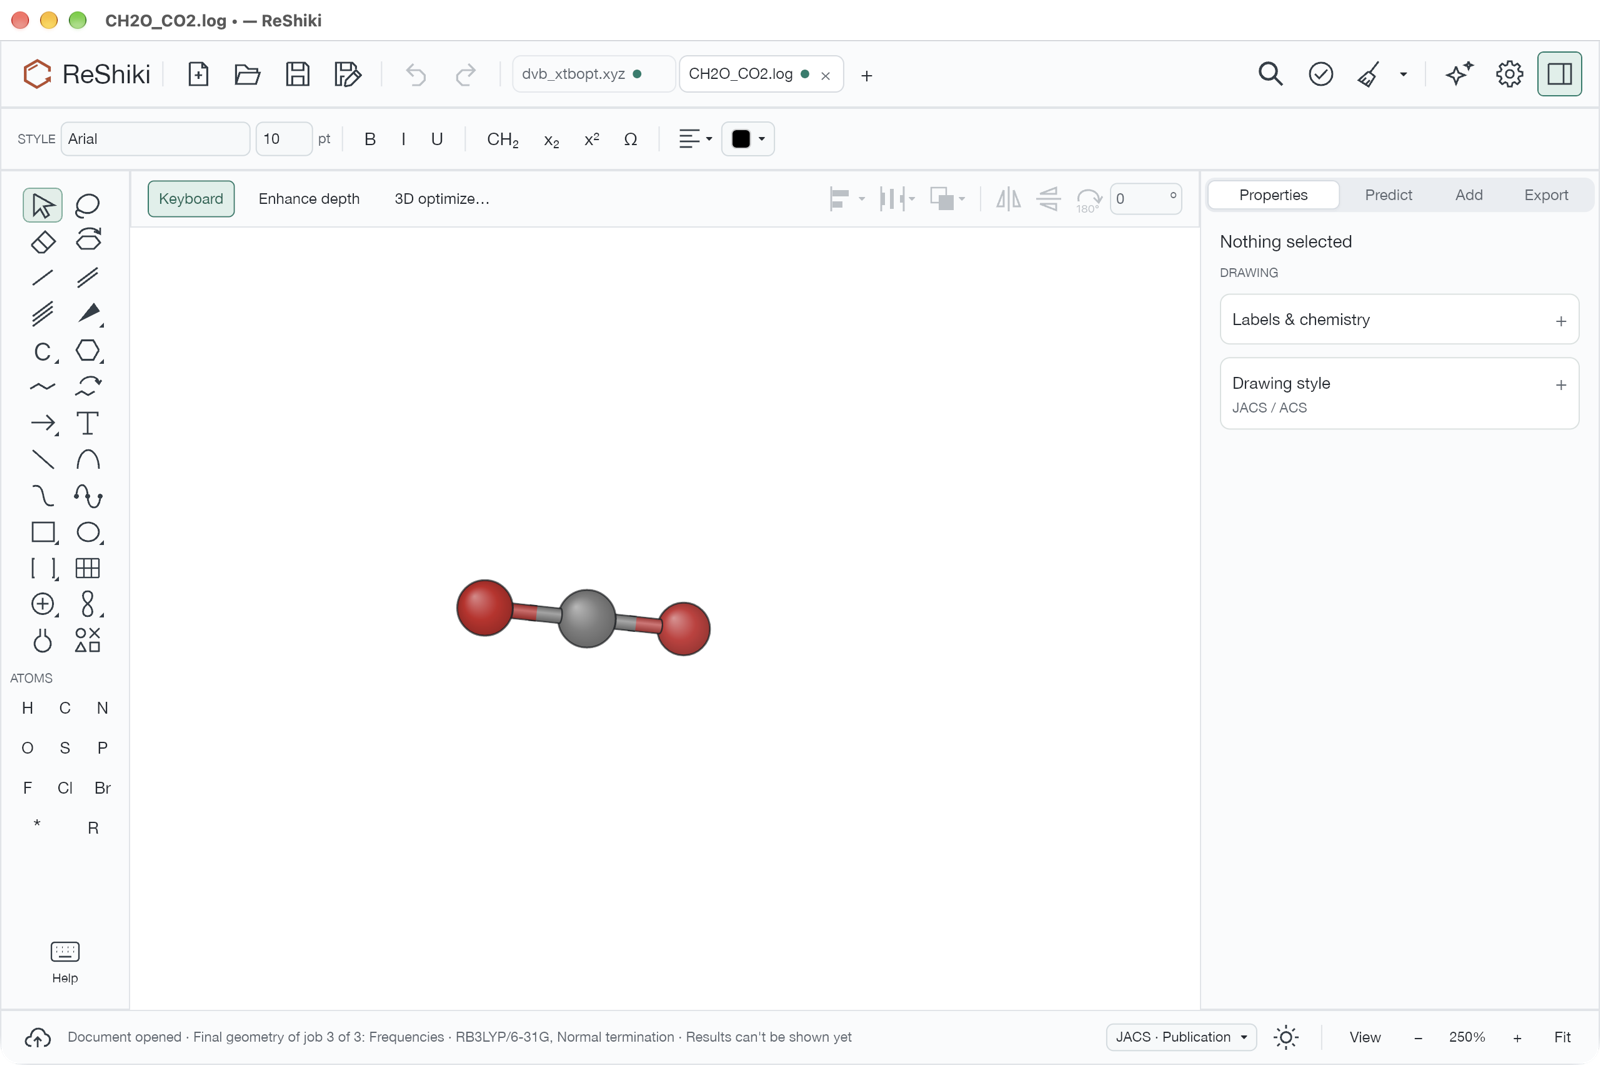 CH2O_CO2.log • — ReShiki
ReShiki
dvb_xtbopt.xyz
CH2O_CO2.log ×
+
STYLE Arial 10 pt B I U CH₂ x₂ x² Ω
Keyboard Enhance depth 3D optimize... 180° 0 °
Properties Predict Add Export
Nothing selected
DRAWING
Labels & chemistry +
Drawing style +
JACS / ACS
C
T
ATOMS
H C N
O S P
F Cl Br
* R
Help
Document opened · Final geometry of job 3 of 3: Frequencies · RB3LYP/6-31G, Normal termination · Results can't be shown yet
JACS · Publication View − 250% + Fit